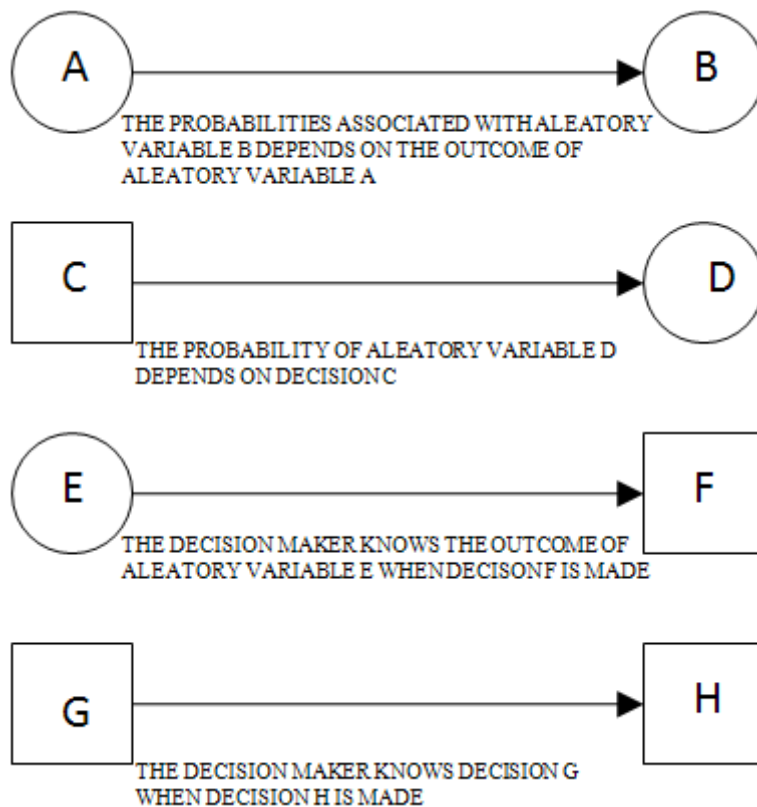 A
B
THE PROBABILITIES ASSOCIATED WITH ALEATORY
VARIABLE B DEPENDS ON THE OUTCOME OF
ALEATORY VARIABLE A
C
D
THE PROBABILITY OF ALEATORY VARIABLE D
DEPENDS ON DECISION C
E
F
THE DECISION MAKER KNOWS THE OUTCOME OF
ALEATORY VARIABLE E WHEN DECISON F IS MADE
G
H
THE DECISION MAKER KNOWS DECISION G
WHEN DECISION H IS MADE